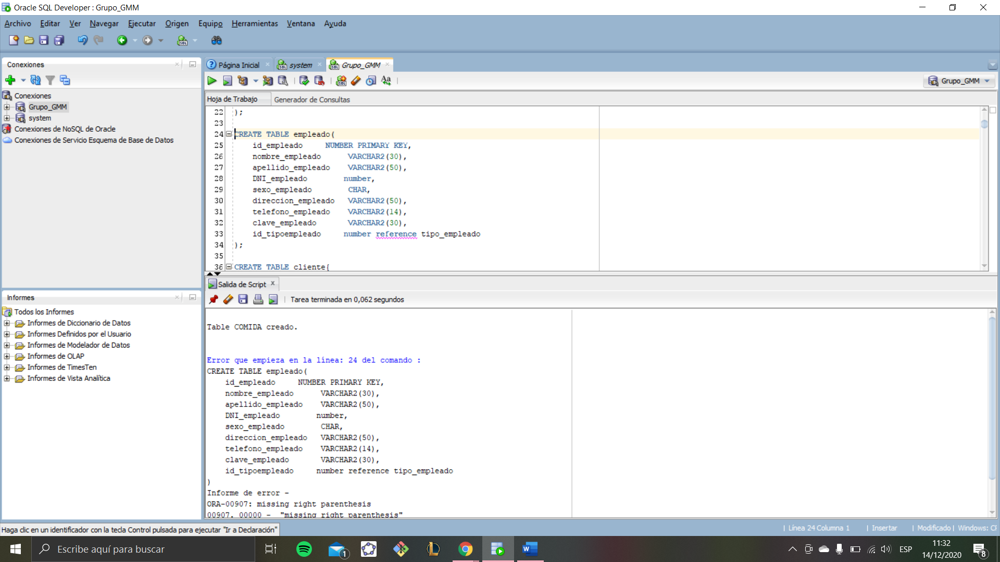 Oracle SQL Developer : Grupo_GMM
Archivo Editar Ver Navegar Ejecutar Origen Equipo Herramientas Ventana Ayuda
Conexiones
Conexiones
Grupo_GMM
system
Conexiones de NoSQL de Oracle
Conexiones de Servicio Esquema de Base de Datos
Informes
Todos los Informes
Informes de Diccionario de Datos
Informes Definidos por el Usuario
Informes de Modelador de Datos
Informes de OLAP
Informes de TimesTen
Informes de Vista Analítica
Página Inicial system Grupo_GMM
Grupo_GMM
Hoja de Trabajo Generador de Consultas
22 );
23
24 CREATE TABLE empleado(
25 id_empleado NUMBER PRIMARY KEY,
26 nombre_empleado VARCHAR2(30),
27 apellido_empleado VARCHAR2(50),
28 DNI_empleado number,
29 sexo_empleado CHAR,
30 direccion_empleado VARCHAR2(50),
31 telefono_empleado VARCHAR2(14),
32 clave_empleado VARCHAR2(30),
33 id_tipoempleado number reference tipo_empleado
34 );
35
36 CREATE TABLE cliente{
Salida de Script
Tarea terminada en 0,062 segundos
Table COMIDA creado.
Error que empieza en la línea: 24 del comando :
CREATE TABLE empleado(
id_empleado NUMBER PRIMARY KEY,
nombre_empleado VARCHAR2(30),
apellido_empleado VARCHAR2(50),
DNI_empleado number,
sexo_empleado CHAR,
direccion_empleado VARCHAR2(50),
telefono_empleado VARCHAR2(14),
clave_empleado VARCHAR2(30),
id_tipoempleado number reference tipo_empleado
)
Informe de error -
ORA-00907: missing right parenthesis
00907. 00000 - "missing right parenthesis"
Haga clic en un identificador con la tecla Control pulsada para ejecutar "Ir a Declaración"
Línea 24 Columna 1 | Insertar | Modificado | Windows: CF
Escribe aquí para buscar
1
ESP
11:32
14/12/2020
8